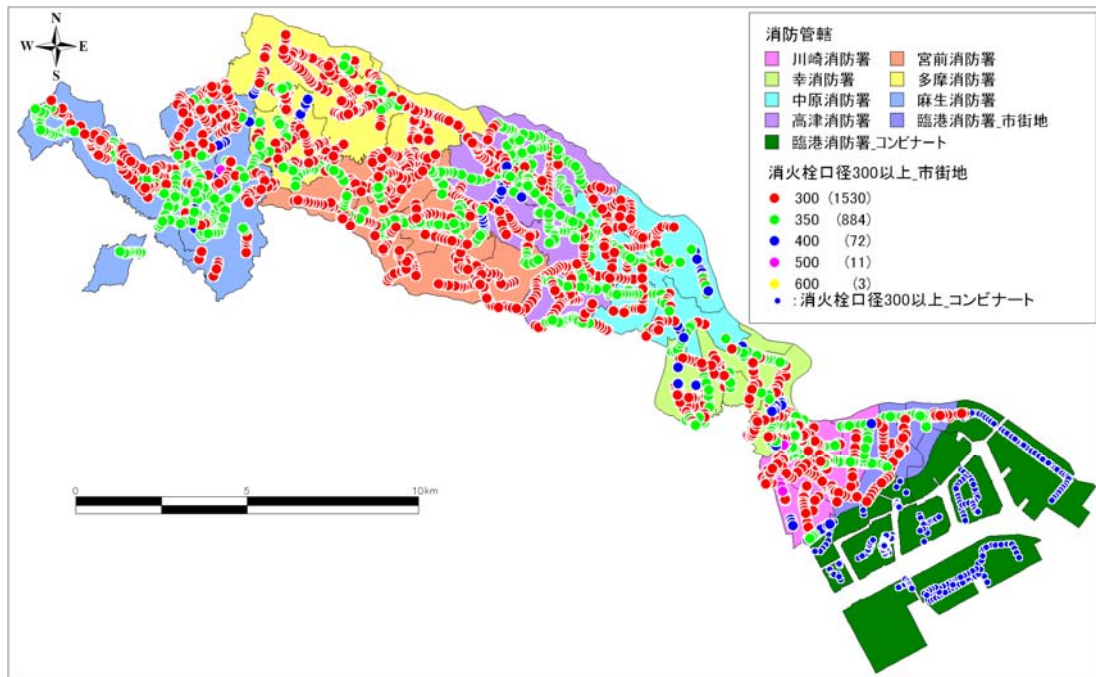 N
W E
S
消防管轄
川崎消防署 宮前消防署
幸消防署 多摩消防署
中原消防署 麻生消防署
高津消防署 臨港消防署_市街地
臨港消防署_コンビナート
消火栓口径300以上_市街地
300 (1530)
350 (884)
400 (72)
500 (11)
600 (3)
:消火栓口径300以上_コンビナート
0 5 10km